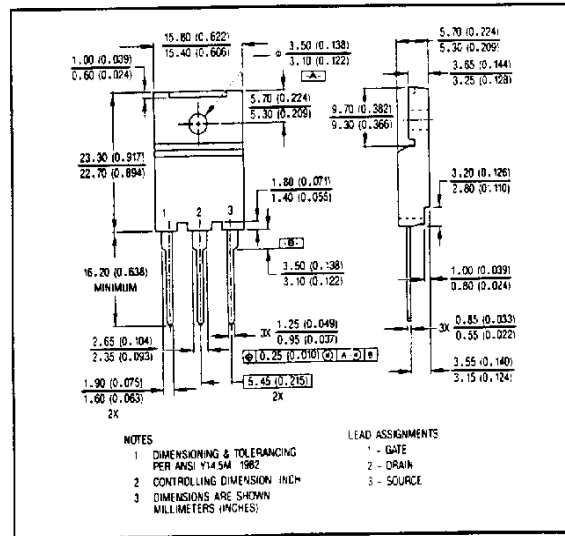 15.80 (0.622)
15.40 (0.606)
3.50 (0.138)
3.10 (0.122)
-A-
1.00 (0.039)
0.60 (0.024)
5.70 (0.224)
5.30 (0.209)
5.70 (0.224)
5.30 (0.209)
3.65 (0.144)
3.25 (0.128)
9.70 (0.382)
9.30 (0.366)
23.30 (0.917)
22.70 (0.894)
1 2 3
1.80 (0.071)
1.40 (0.055)
3.20 (0.126)
2.80 (0.110)
-B-
16.20 (0.638)
MINIMUM
3.50 (0.138)
3.10 (0.122)
1.00 (0.039)
0.80 (0.024)
2.65 (0.104)
2.35 (0.093)
3X 1.25 (0.049)
0.95 (0.037)
3X 0.85 (0.033)
0.55 (0.022)
0.25 (0.010) A B
1.90 (0.075)
1.60 (0.063)
2X
5.45 (0.215)
2X
3.55 (0.140)
3.15 (0.124)
NOTES
1 DIMENSIONING & TOLERANCING
PER ANSI Y14.5M 1982
2 CONTROLLING DIMENSION INCH
3 DIMENSIONS ARE SHOWN
MILLIMETERS (INCHES)
LEAD ASSIGNMENTS
1 - GATE
2 - DRAIN
3 - SOURCE